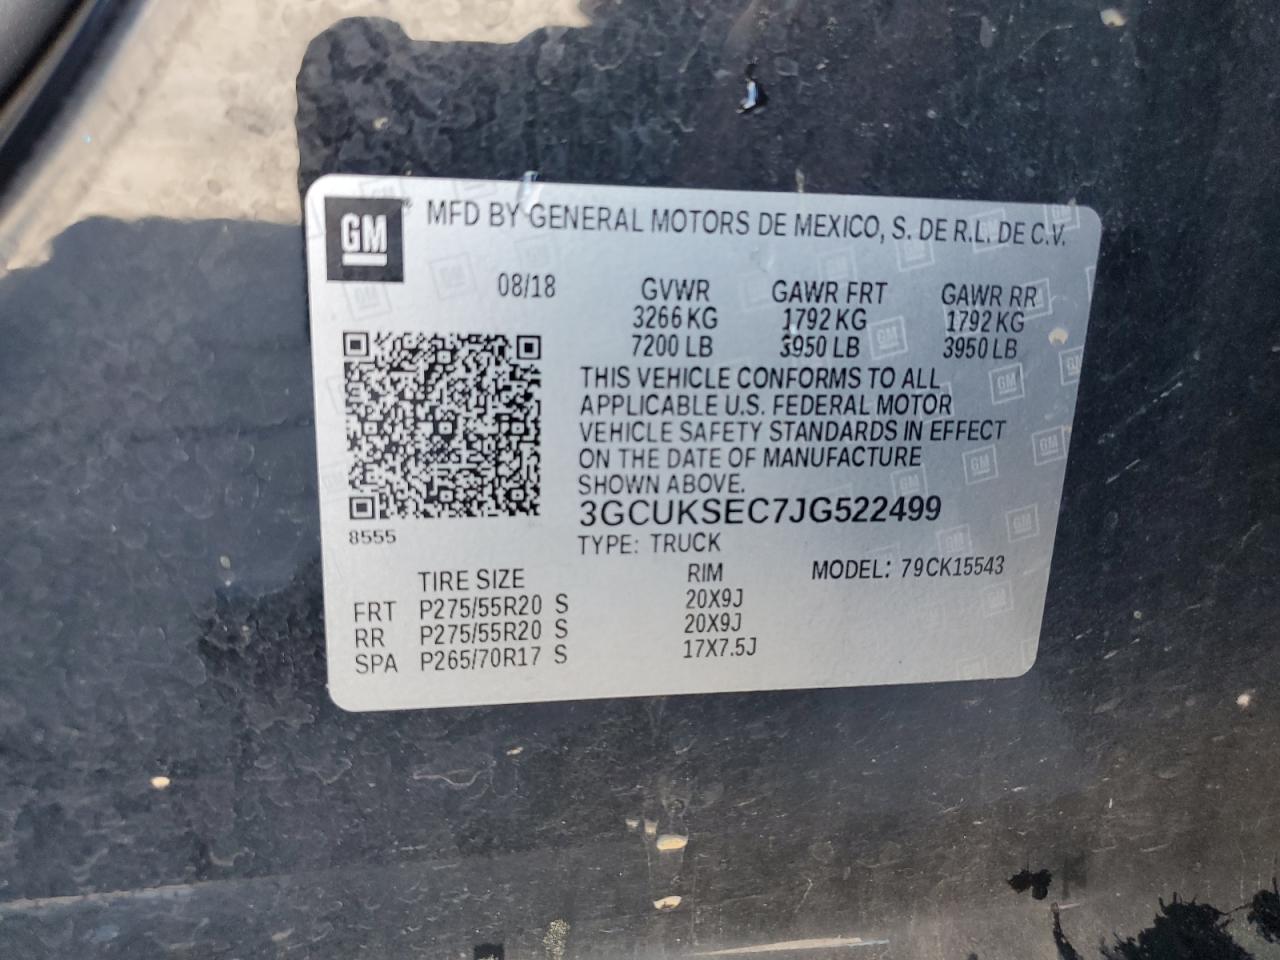 GM ® MFD BY GENERAL MOTORS DE MEXICO, S. DE R.L. DE C.V.
08/18 GVWR GAWR FRT GAWR RR
3266 KG 1792 KG 1792 KG
7200 LB 3950 LB 3950 LB
THIS VEHICLE CONFORMS TO ALL
APPLICABLE U.S. FEDERAL MOTOR
VEHICLE SAFETY STANDARDS IN EFFECT
ON THE DATE OF MANUFACTURE
SHOWN ABOVE.
3GCUKSEC7JG522499
8555
TYPE: TRUCK
TIRE SIZE RIM MODEL: 79CK15543
FRT P275/55R20 S 20X9J
RR P275/55R20 S 20X9J
SPA P265/70R17 S 17X7.5J